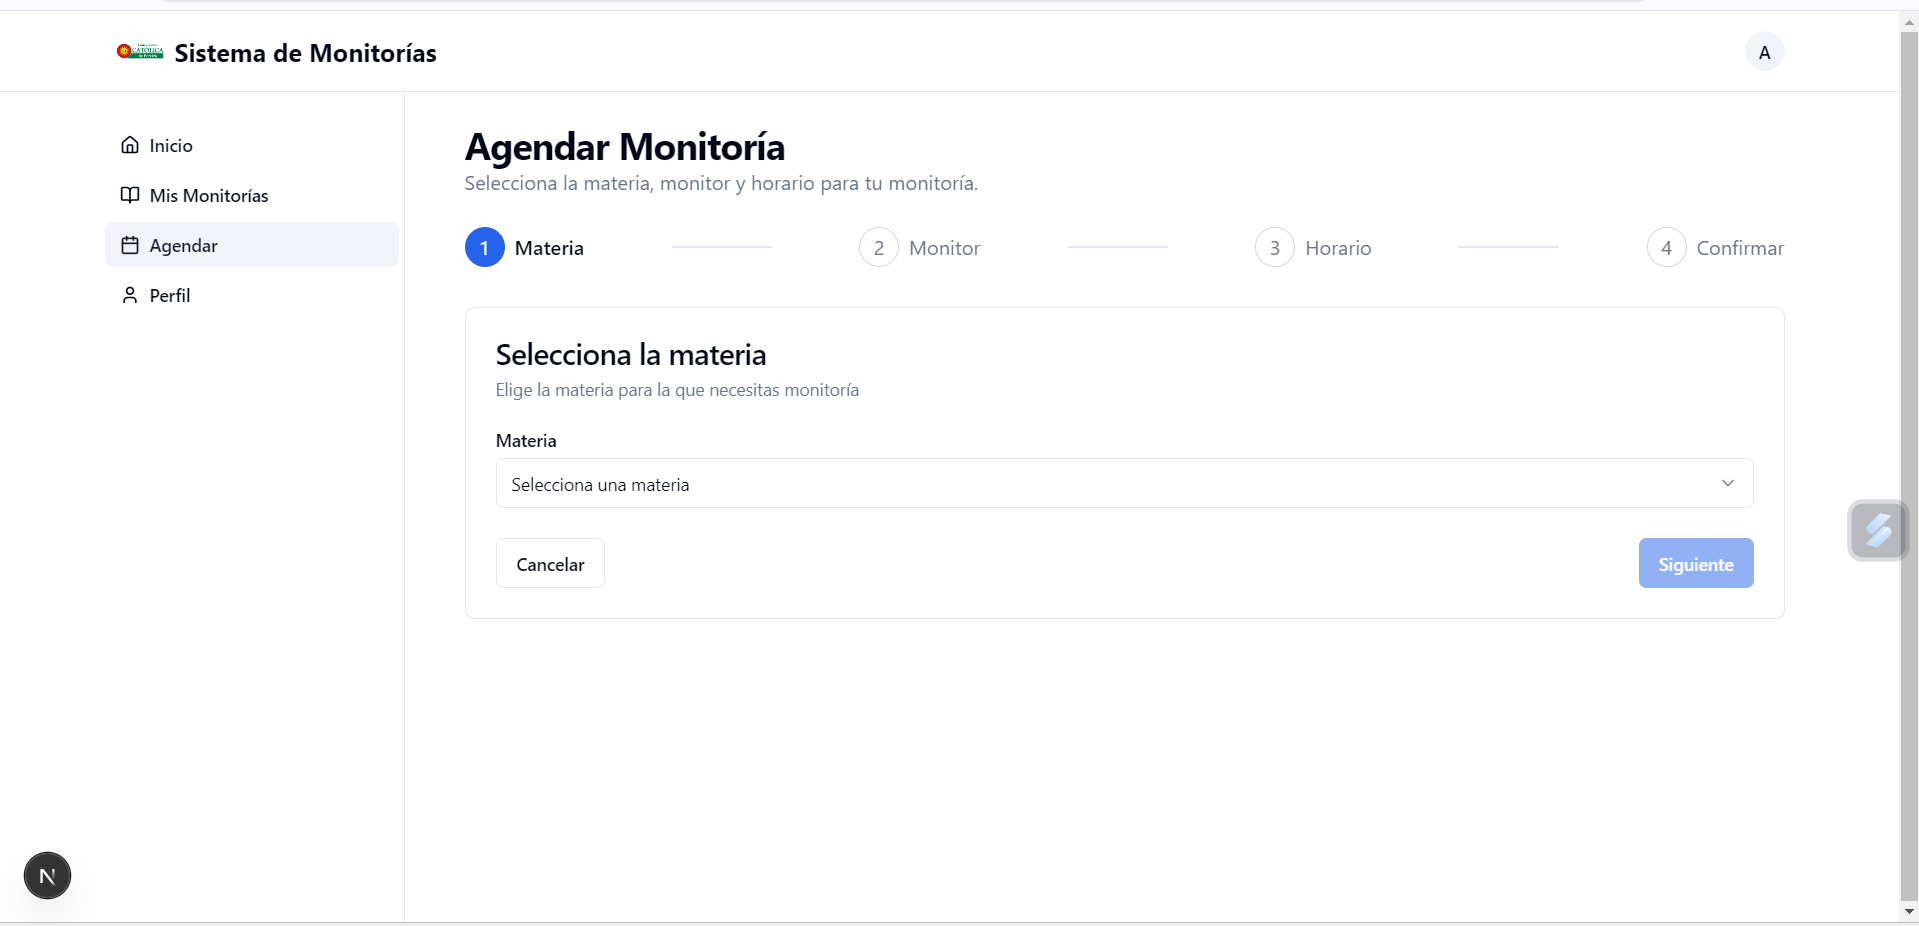 CATÓLICA
Sistema de Monitorías
A
Inicio
Mis Monitorías
Agendar
Perfil
Agendar Monitoría
Selecciona la materia, monitor y horario para tu monitoría.
1 Materia 2 Monitor 3 Horario 4 Confirmar
Selecciona la materia
Elige la materia para la que necesitas monitoría
Materia
Selecciona una materia
Cancelar Siguiente
N